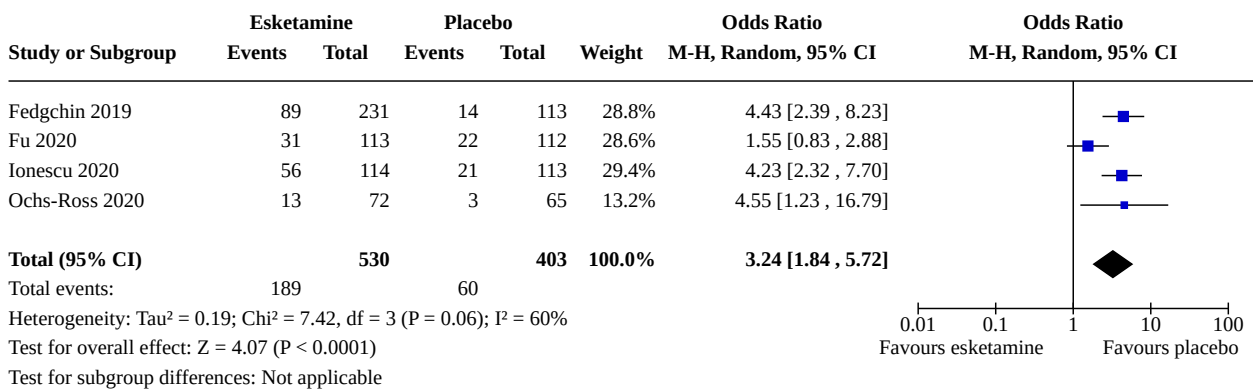 Esketamine Placebo Odds Ratio Odds Ratio
Study or Subgroup Events Total Events Total Weight M-H, Random, 95% CI M-H, Random, 95% CI
Fedgchin 2019 89 231 14 113 28.8% 4.43 [2.39 , 8.23]
Fu 2020 31 113 22 112 28.6% 1.55 [0.83 , 2.88]
Ionescu 2020 56 114 21 113 29.4% 4.23 [2.32 , 7.70]
Ochs-Ross 2020 13 72 3 65 13.2% 4.55 [1.23 , 16.79]
Total (95% CI) 530 403 100.0% 3.24 [1.84 , 5.72]
Total events: 189 60
Heterogeneity: Tau² = 0.19; Chi² = 7.42, df = 3 (P = 0.06); I² = 60%
0.01 0.1 1 10 100
Test for overall effect: Z = 4.07 (P < 0.0001) Favours esketamine Favours placebo
Test for subgroup differences: Not applicable